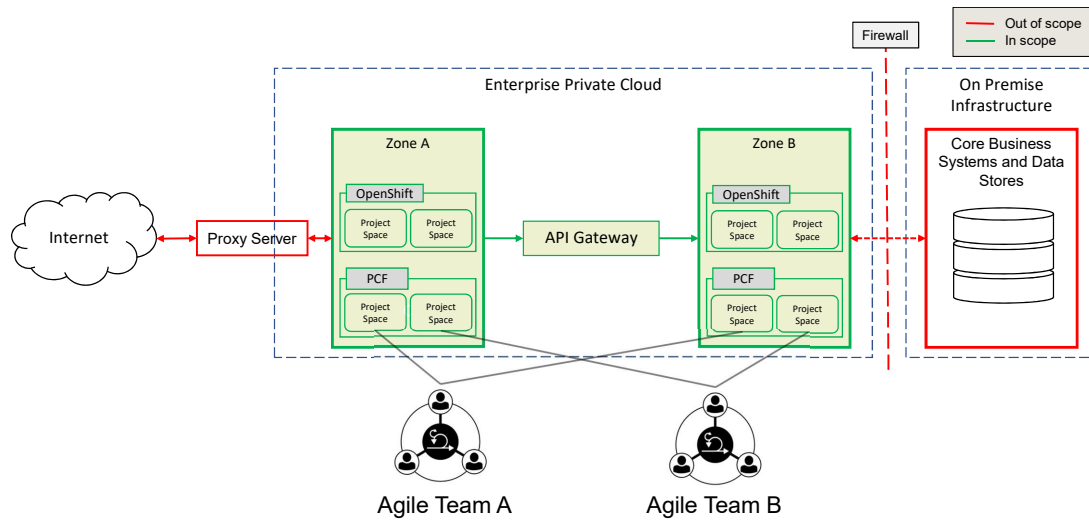 Out of scope
In scope
Firewall
Enterprise Private Cloud
On Premise
Infrastructure
Zone A
Zone B
Core Business
Systems and Data
Stores
OpenShift
OpenShift
Project
Space
Project
Space
Project
Space
Project
Space
Internet
Proxy Server
API Gateway
PCF
PCF
Project
Space
Project
Space
Project
Space
Project
Space
Agile Team A
Agile Team B